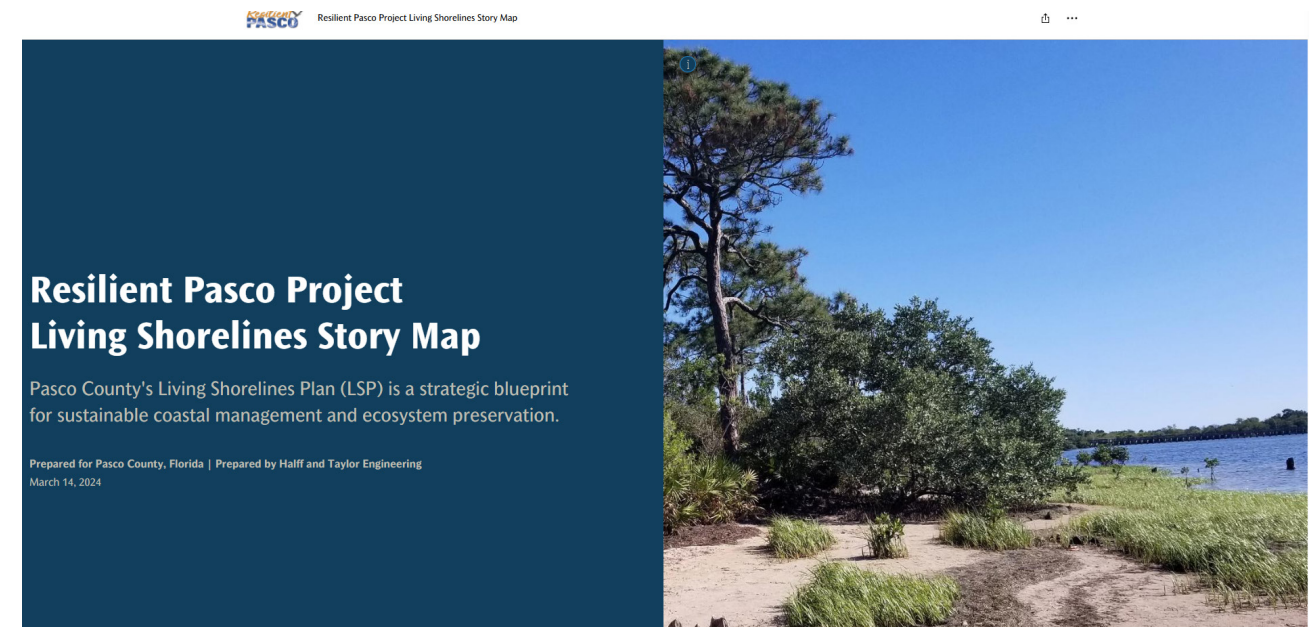 Resilient
PASCO
Resilient Pasco Project Living Shorelines Story Map
Resilient Pasco Project
Living Shorelines Story Map
Pasco County's Living Shorelines Plan (LSP) is a strategic blueprint
for sustainable coastal management and ecosystem preservation.
Prepared for Pasco County, Florida | Prepared by Halff and Taylor Engineering
March 14, 2024